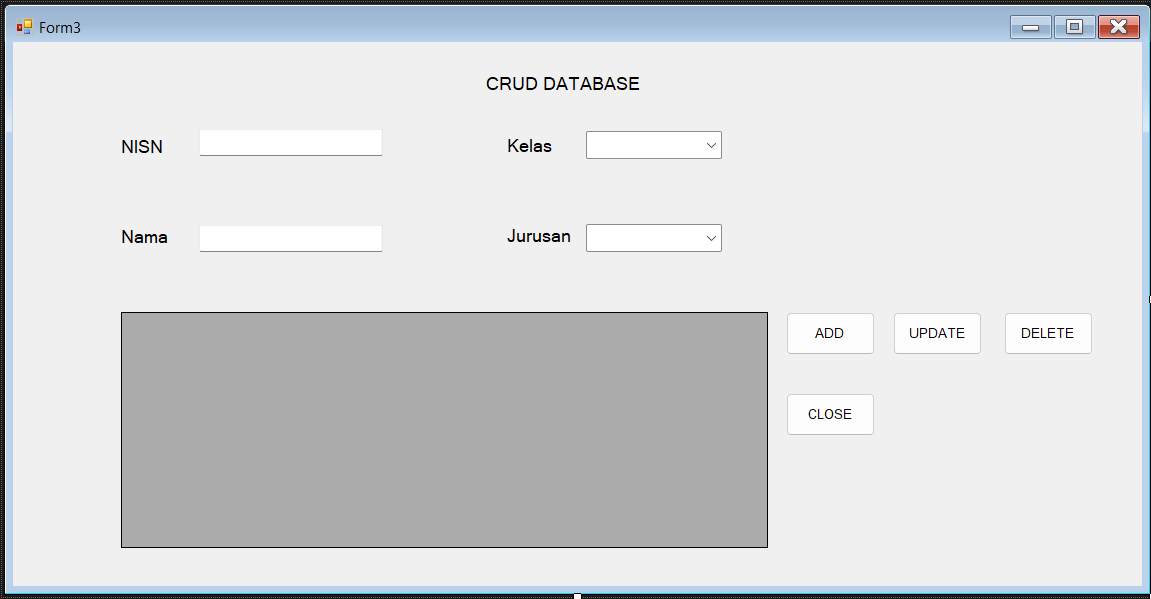 Form3
CRUD DATABASE
NISN
Kelas
Nama
Jurusan
ADD
UPDATE
DELETE
CLOSE